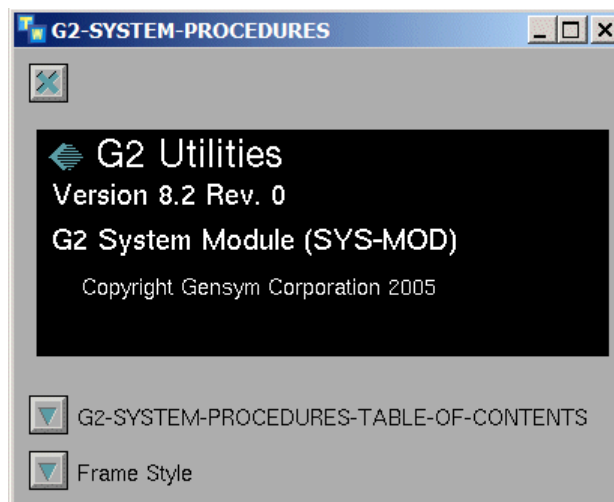 TW G2-SYSTEM-PROCEDURES
G2 Utilities
Version 8.2 Rev. 0
G2 System Module (SYS-MOD)
Copyright Gensym Corporation 2005
G2-SYSTEM-PROCEDURES-TABLE-OF-CONTENTS
Frame Style